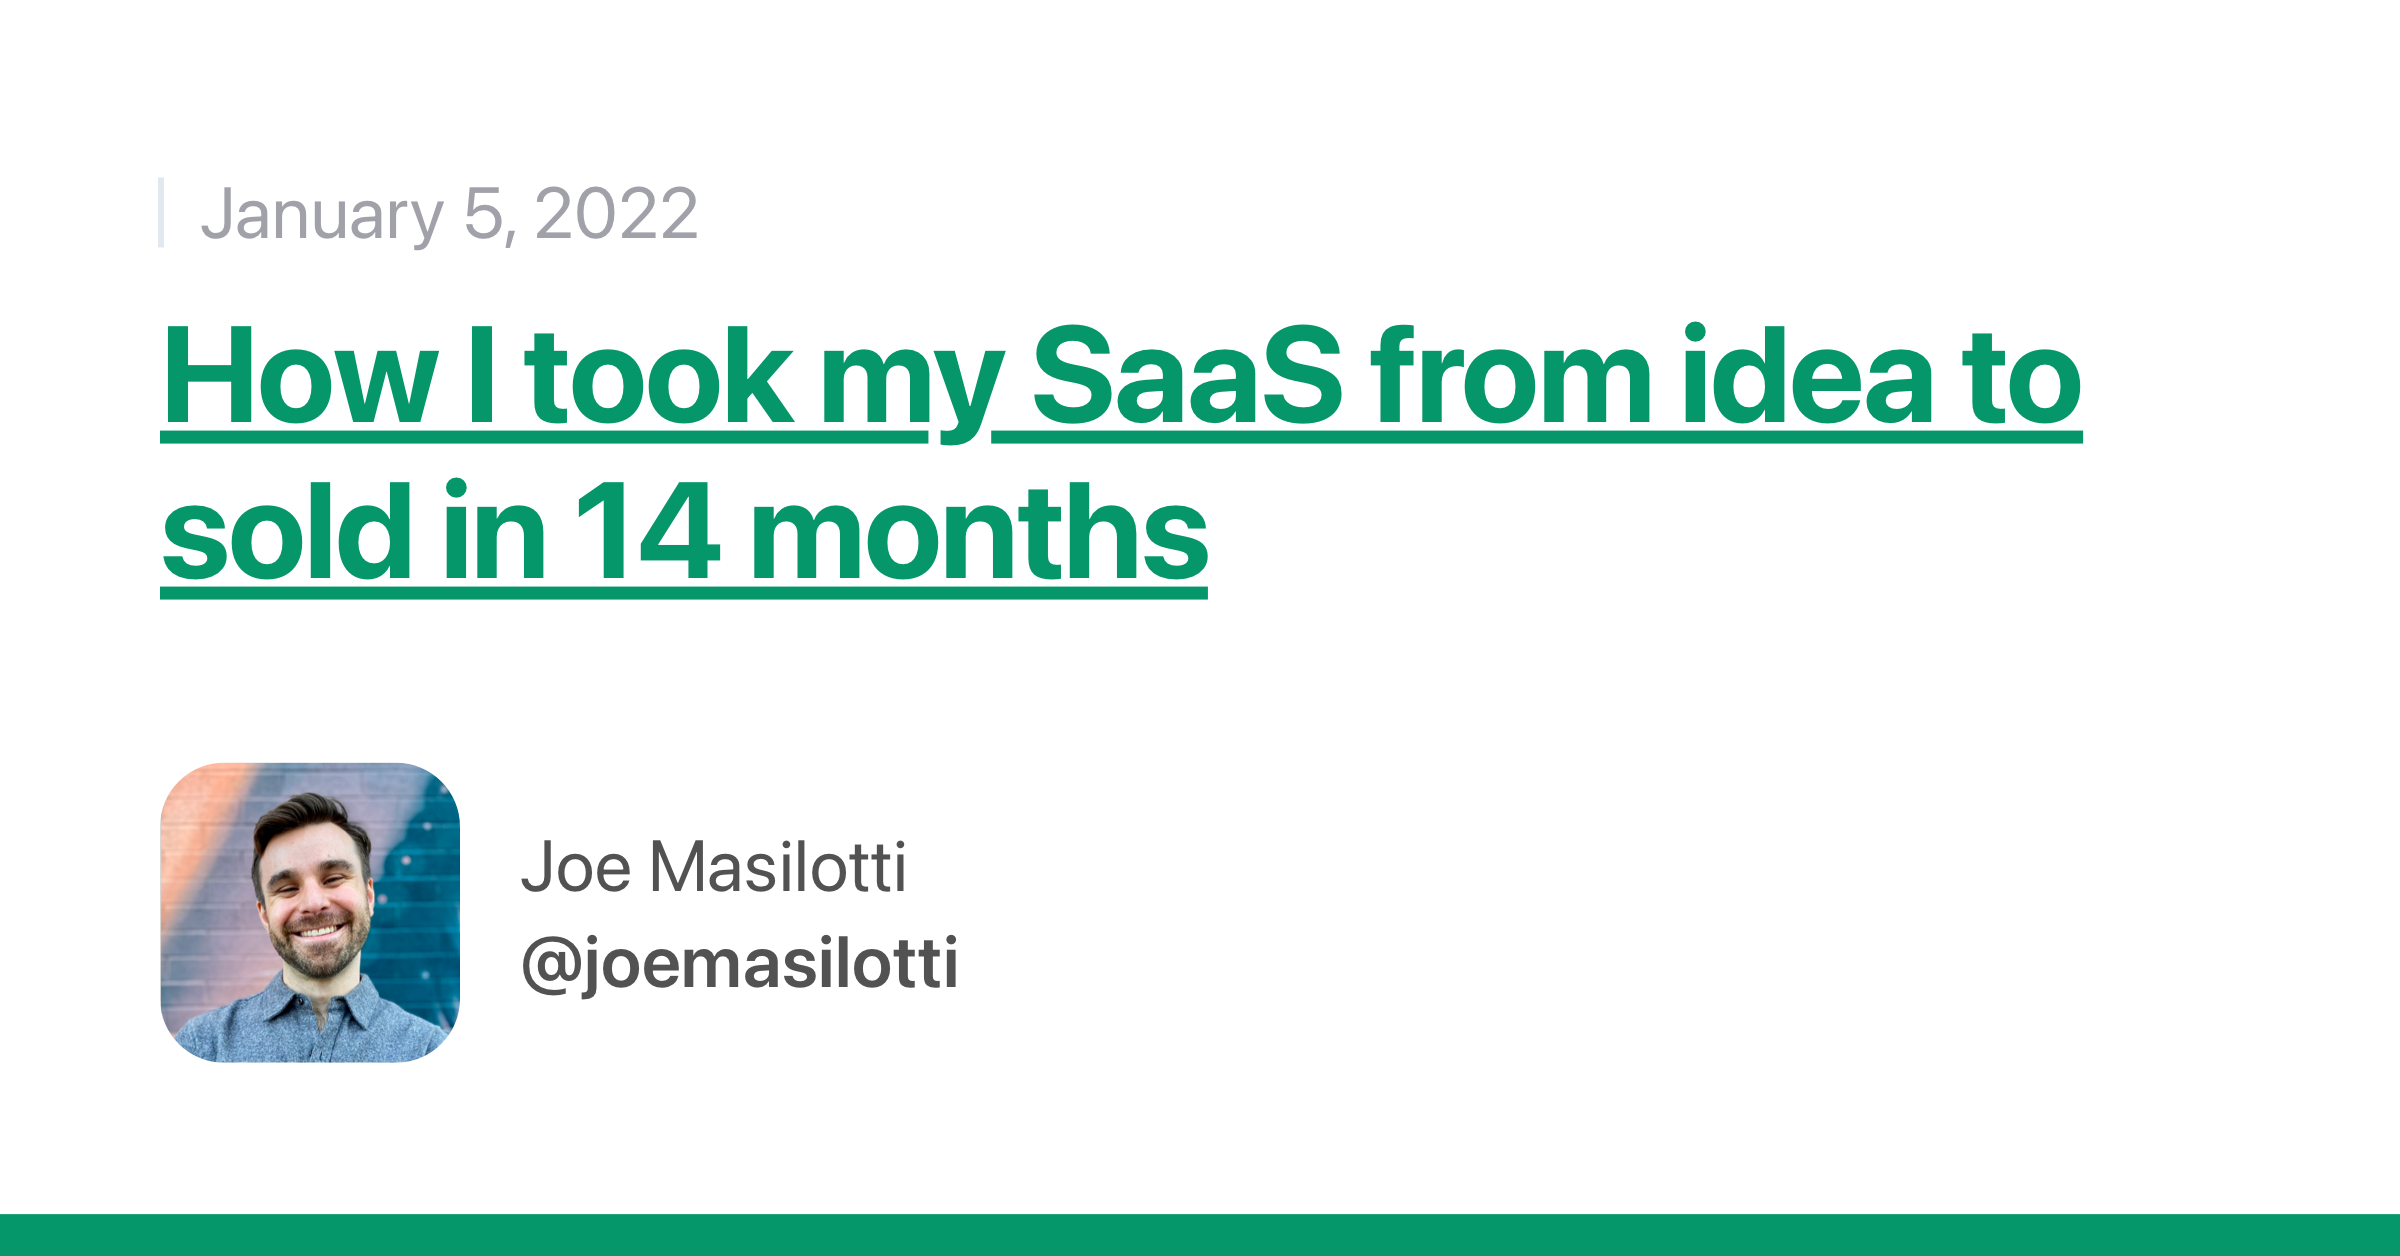 January 5, 2022
How I took my SaaS from idea to
sold in 14 months
Joe Masilotti
@joemasilotti